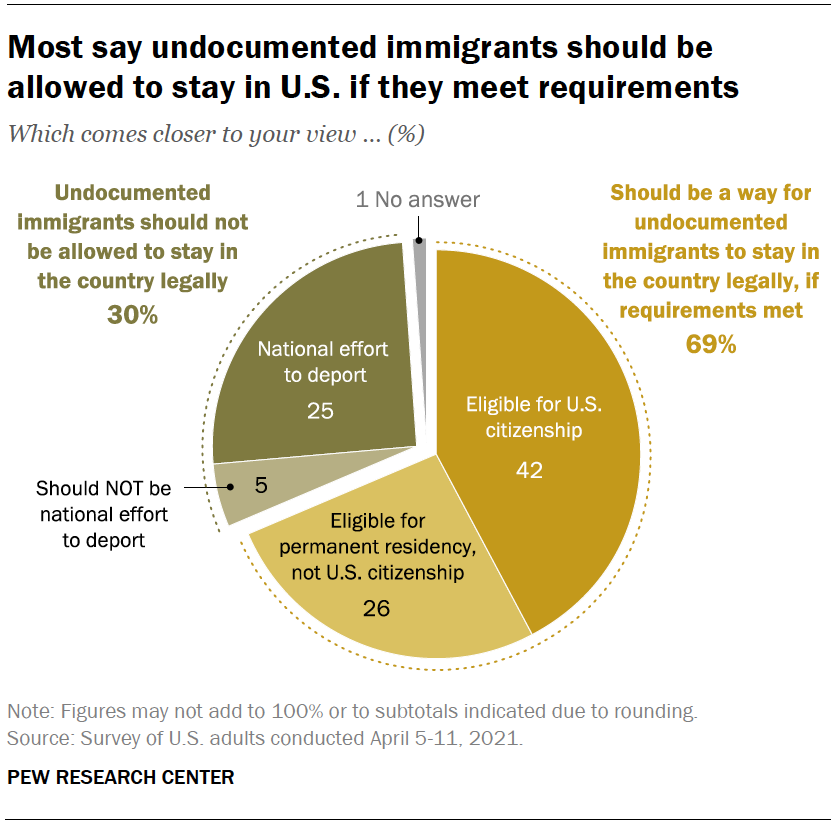 Most say undocumented immigrants should be
allowed to stay in U.S. if they meet requirements
Which comes closer to your view ... (%)
Undocumented
immigrants should not
be allowed to stay in
the country legally
30%
1 No answer
Should be a way for
undocumented
immigrants to stay in
the country legally, if
requirements met
69%
National effort
to deport
25
Eligible for U.S.
citizenship
42
Should NOT be
national effort
to deport
5
Eligible for
permanent residency,
not U.S. citizenship
26
Note: Figures may not add to 100% or to subtotals indicated due to rounding.
Source: Survey of U.S. adults conducted April 5-11, 2021.
PEW RESEARCH CENTER